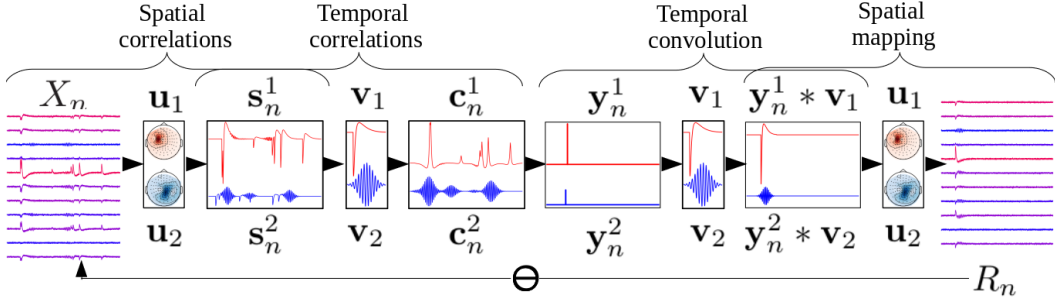 Spatial
correlations
Temporal
correlations
Temporal
convolution
Spatial
mapping
X_n
u_1
s_n^1
v_1
c_n^1
y_n^1
v_1
y_n^1 * v_1
u_1
u_2
s_n^2
v_2
c_n^2
y_n^2
v_2
y_n^2 * v_2
u_2
⊖
R_n